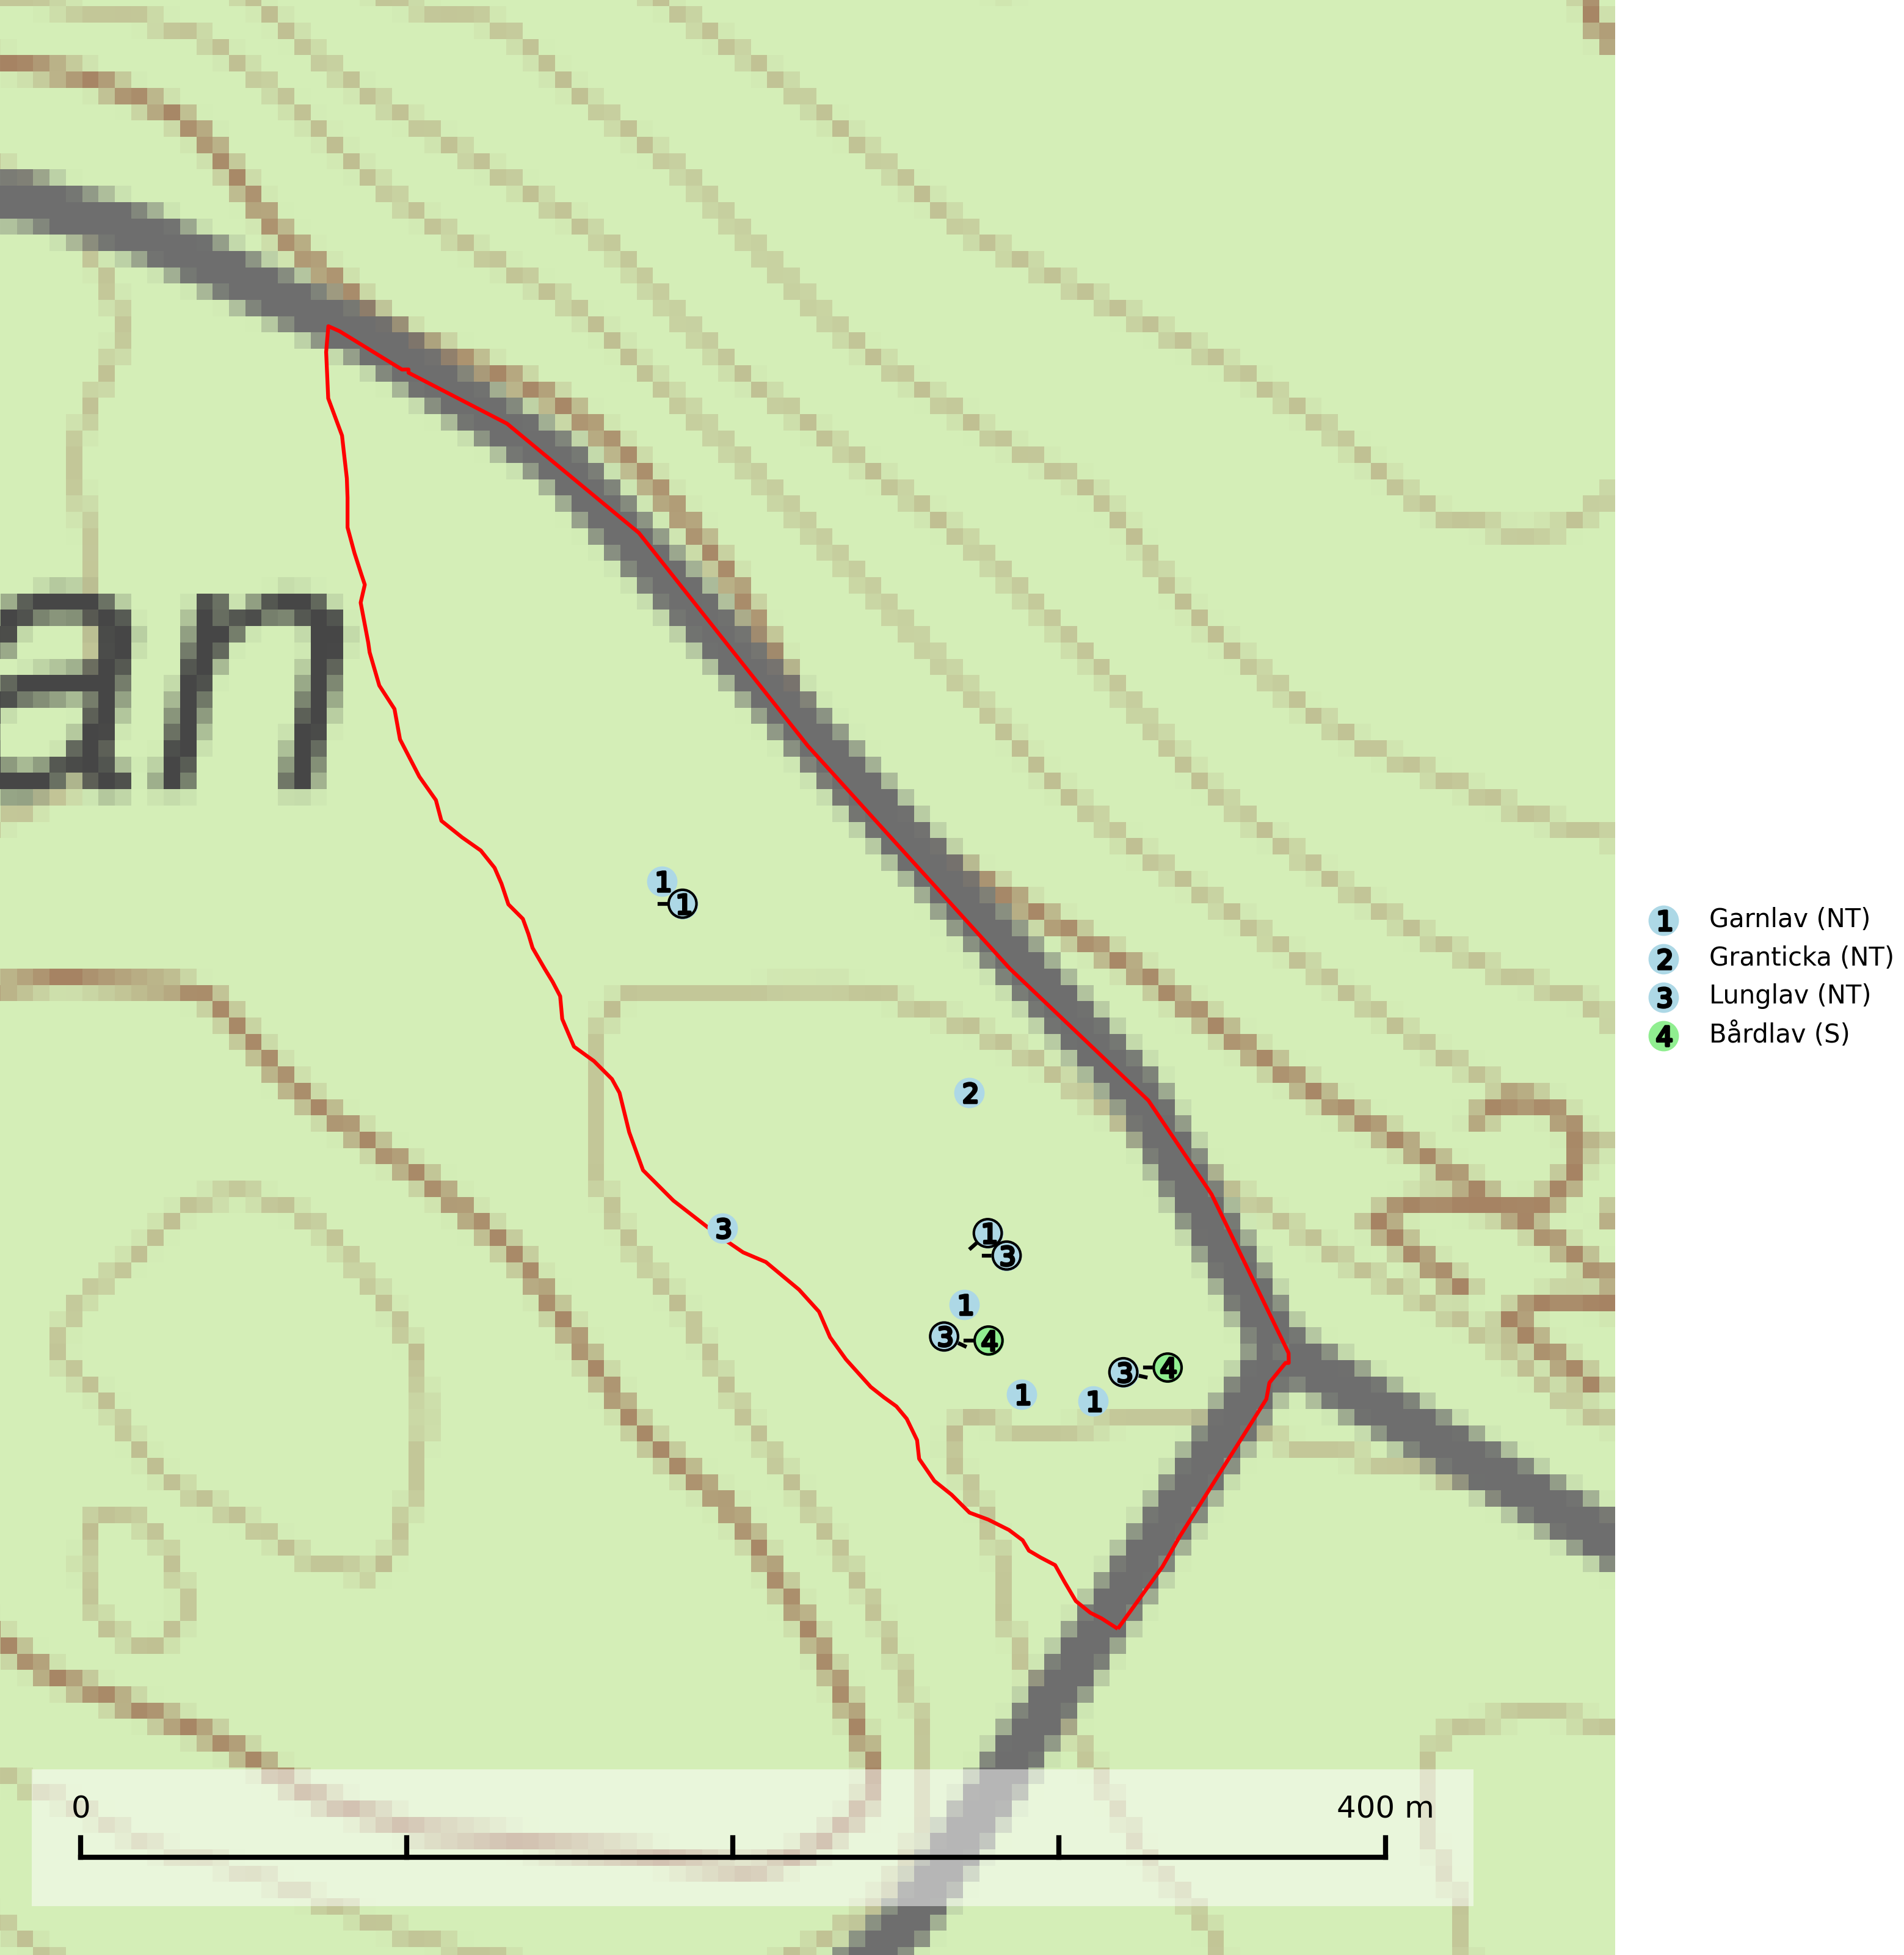 an
1
1
2
3
1
3
1
3 4
3 4
1 1
0 400 m
1 Garnlav (NT)
2 Granticka (NT)
3 Lunglav (NT)
4 Bårdlav (S)